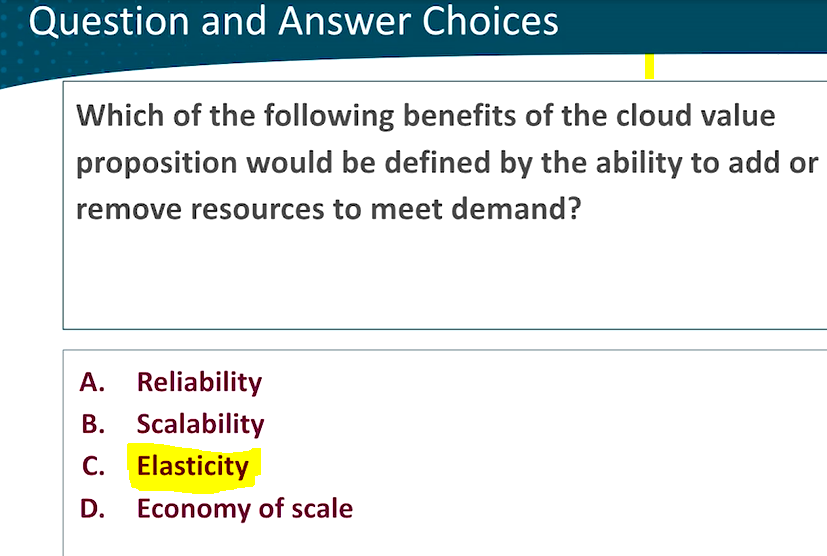 Question and Answer Choices
Which of the following benefits of the cloud value
proposition would be defined by the ability to add or
remove resources to meet demand?
A. Reliability
B. Scalability
C. Elasticity
D. Economy of scale